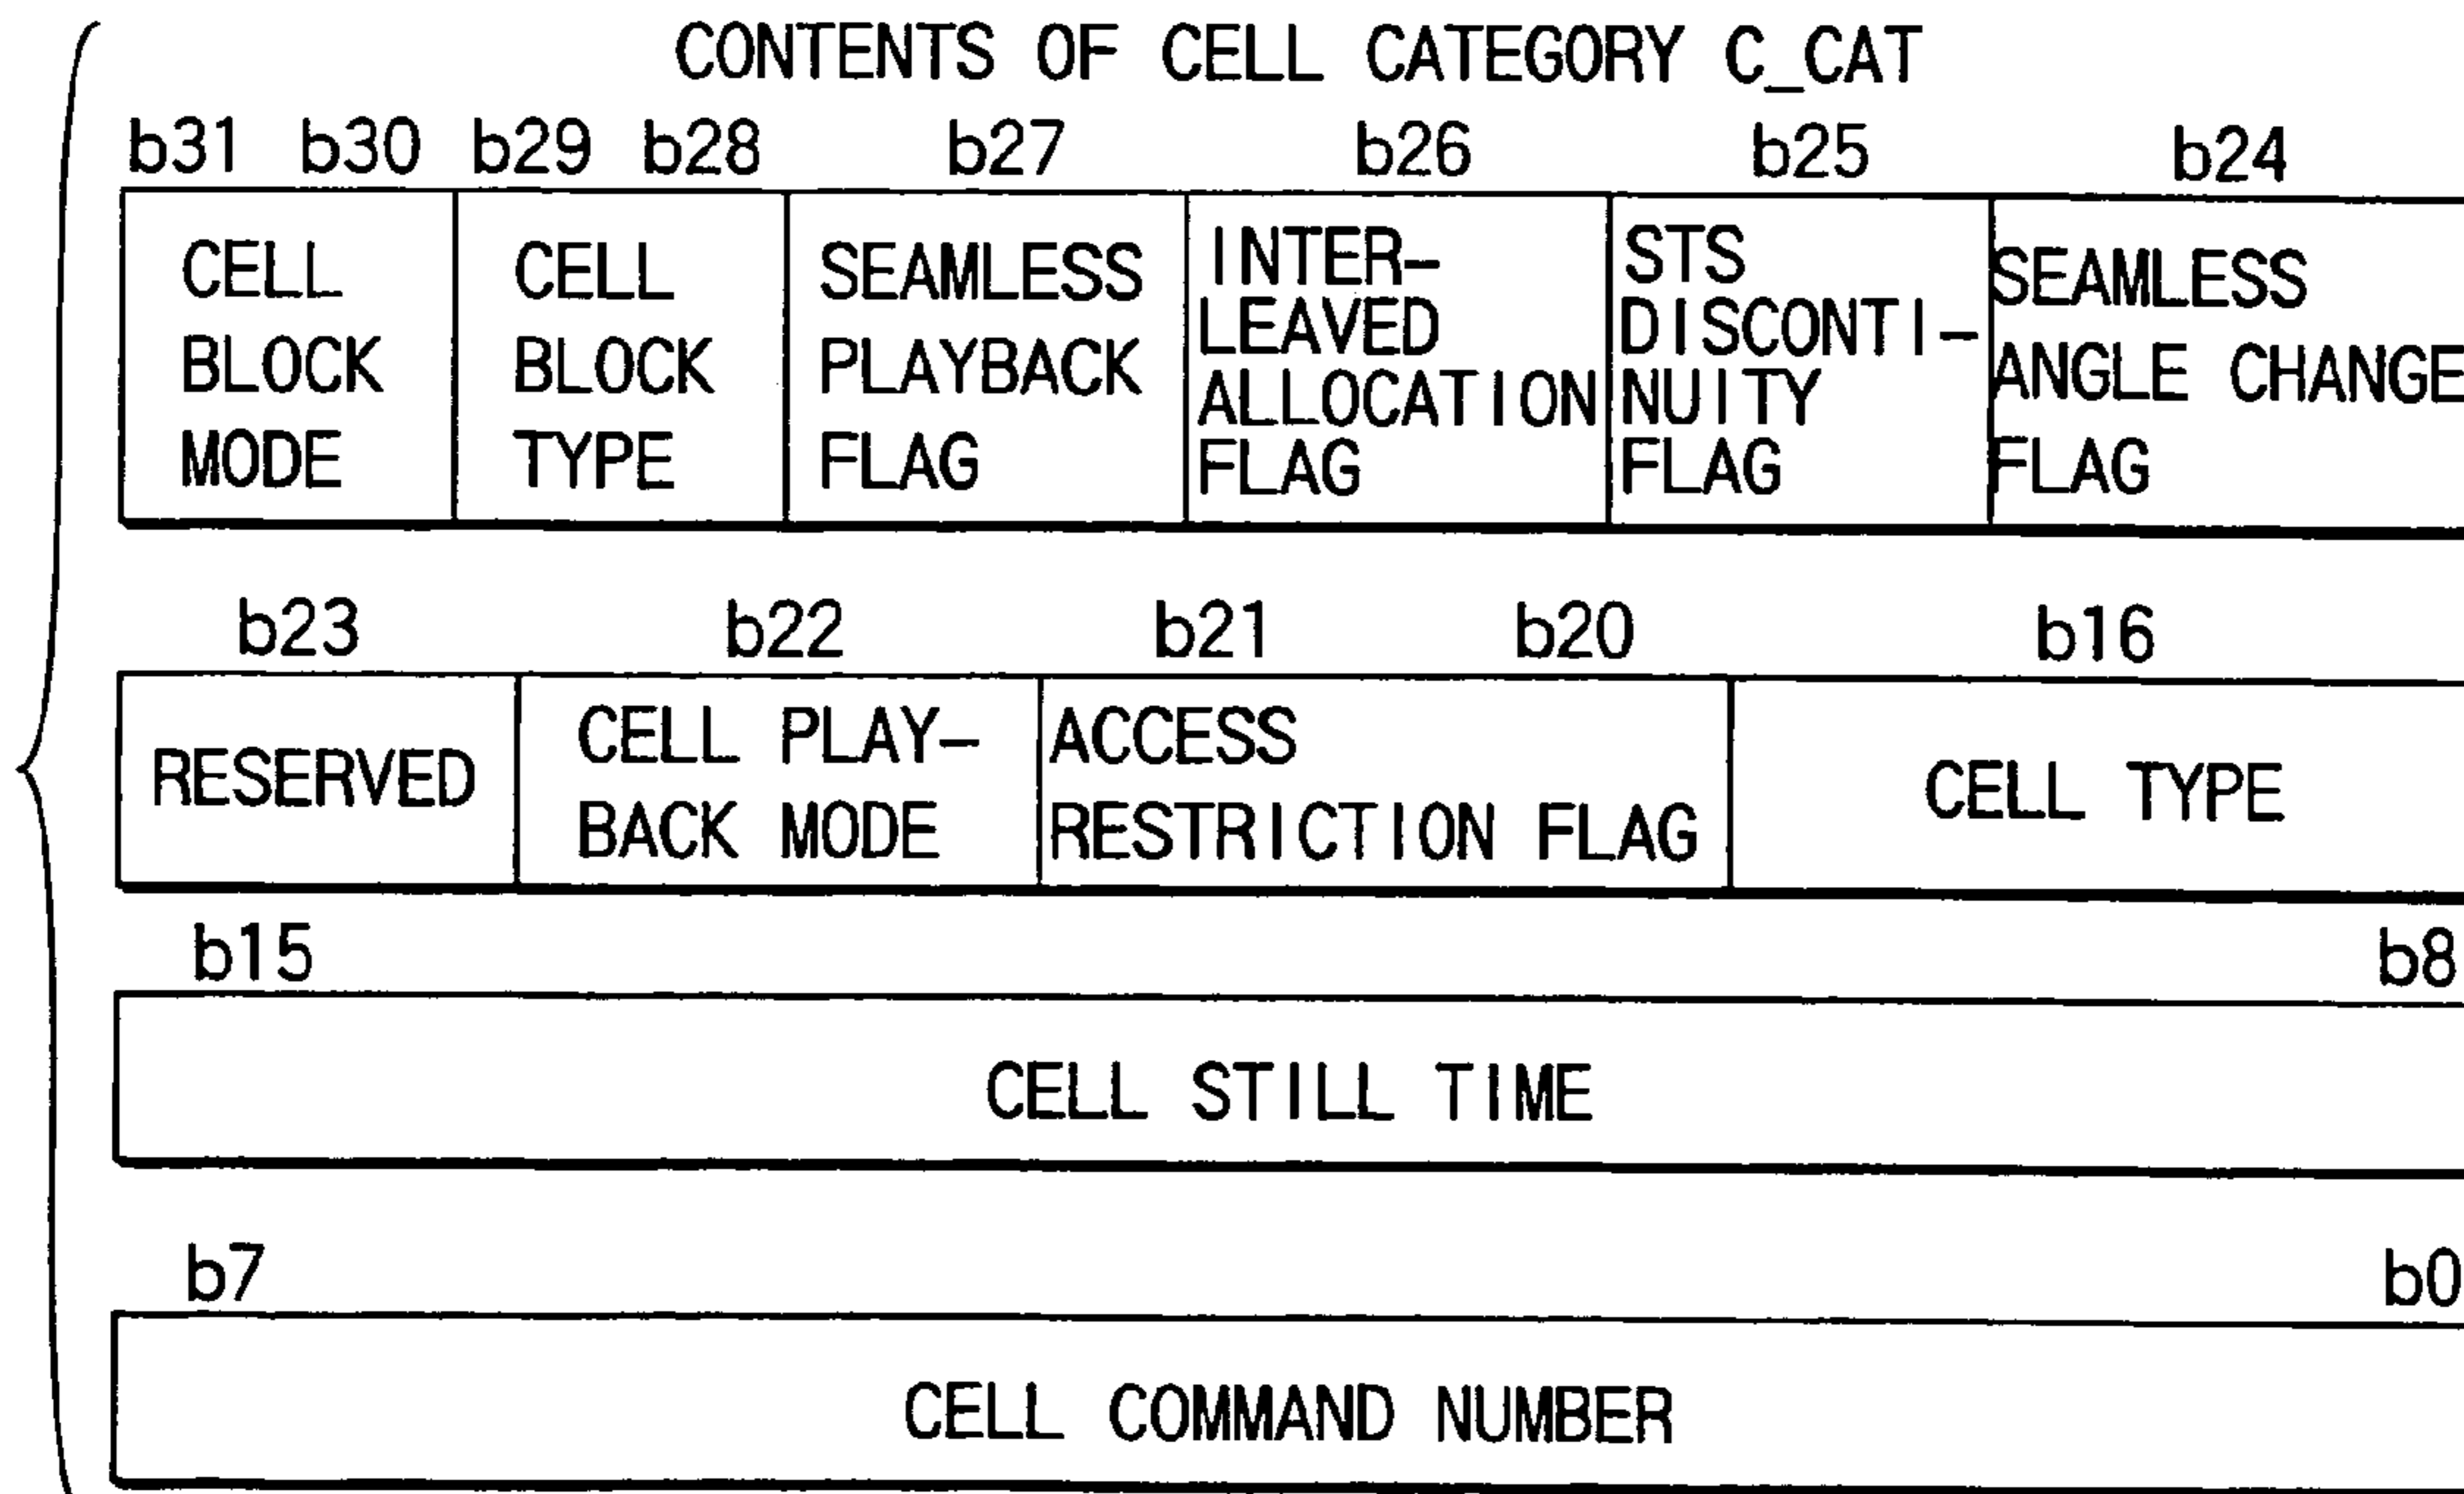 CONTENTS OF CELL CATEGORY C_CAT
b31 b30 b29 b28 b27 b26 b25 b24
CELL
BLOCK
MODE
CELL
BLOCK
TYPE
SEAMLESS
PLAYBACK
FLAG
INTER-
LEAVED
ALLOCATION
FLAG
STS
DISCONTI-
NUITY
FLAG
SEAMLESS
ANGLE CHANGE
FLAG
b23 b22 b21 b20 b16
RESERVED
CELL PLAY-
BACK MODE
ACCESS
RESTRICTION FLAG
CELL TYPE
b15 b8
CELL STILL TIME
b7 b0
CELL COMMAND NUMBER